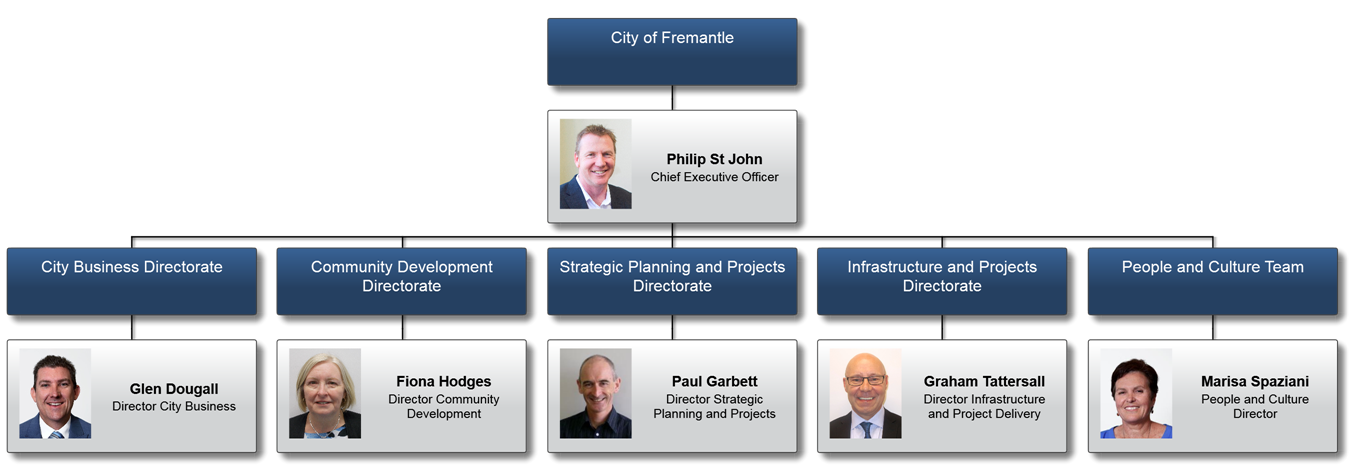 City of Fremantle
Philip St John
Chief Executive Officer
City Business Directorate
Community Development
Directorate
Strategic Planning and Projects
Directorate
Infrastructure and Projects
Directorate
People and Culture Team
Glen Dougall
Director City Business
Fiona Hodges
Director Community
Development
Paul Garbett
Director Strategic
Planning and Projects
Graham Tattersall
Director Infrastructure
and Project Delivery
Marisa Spaziani
People and Culture
Director